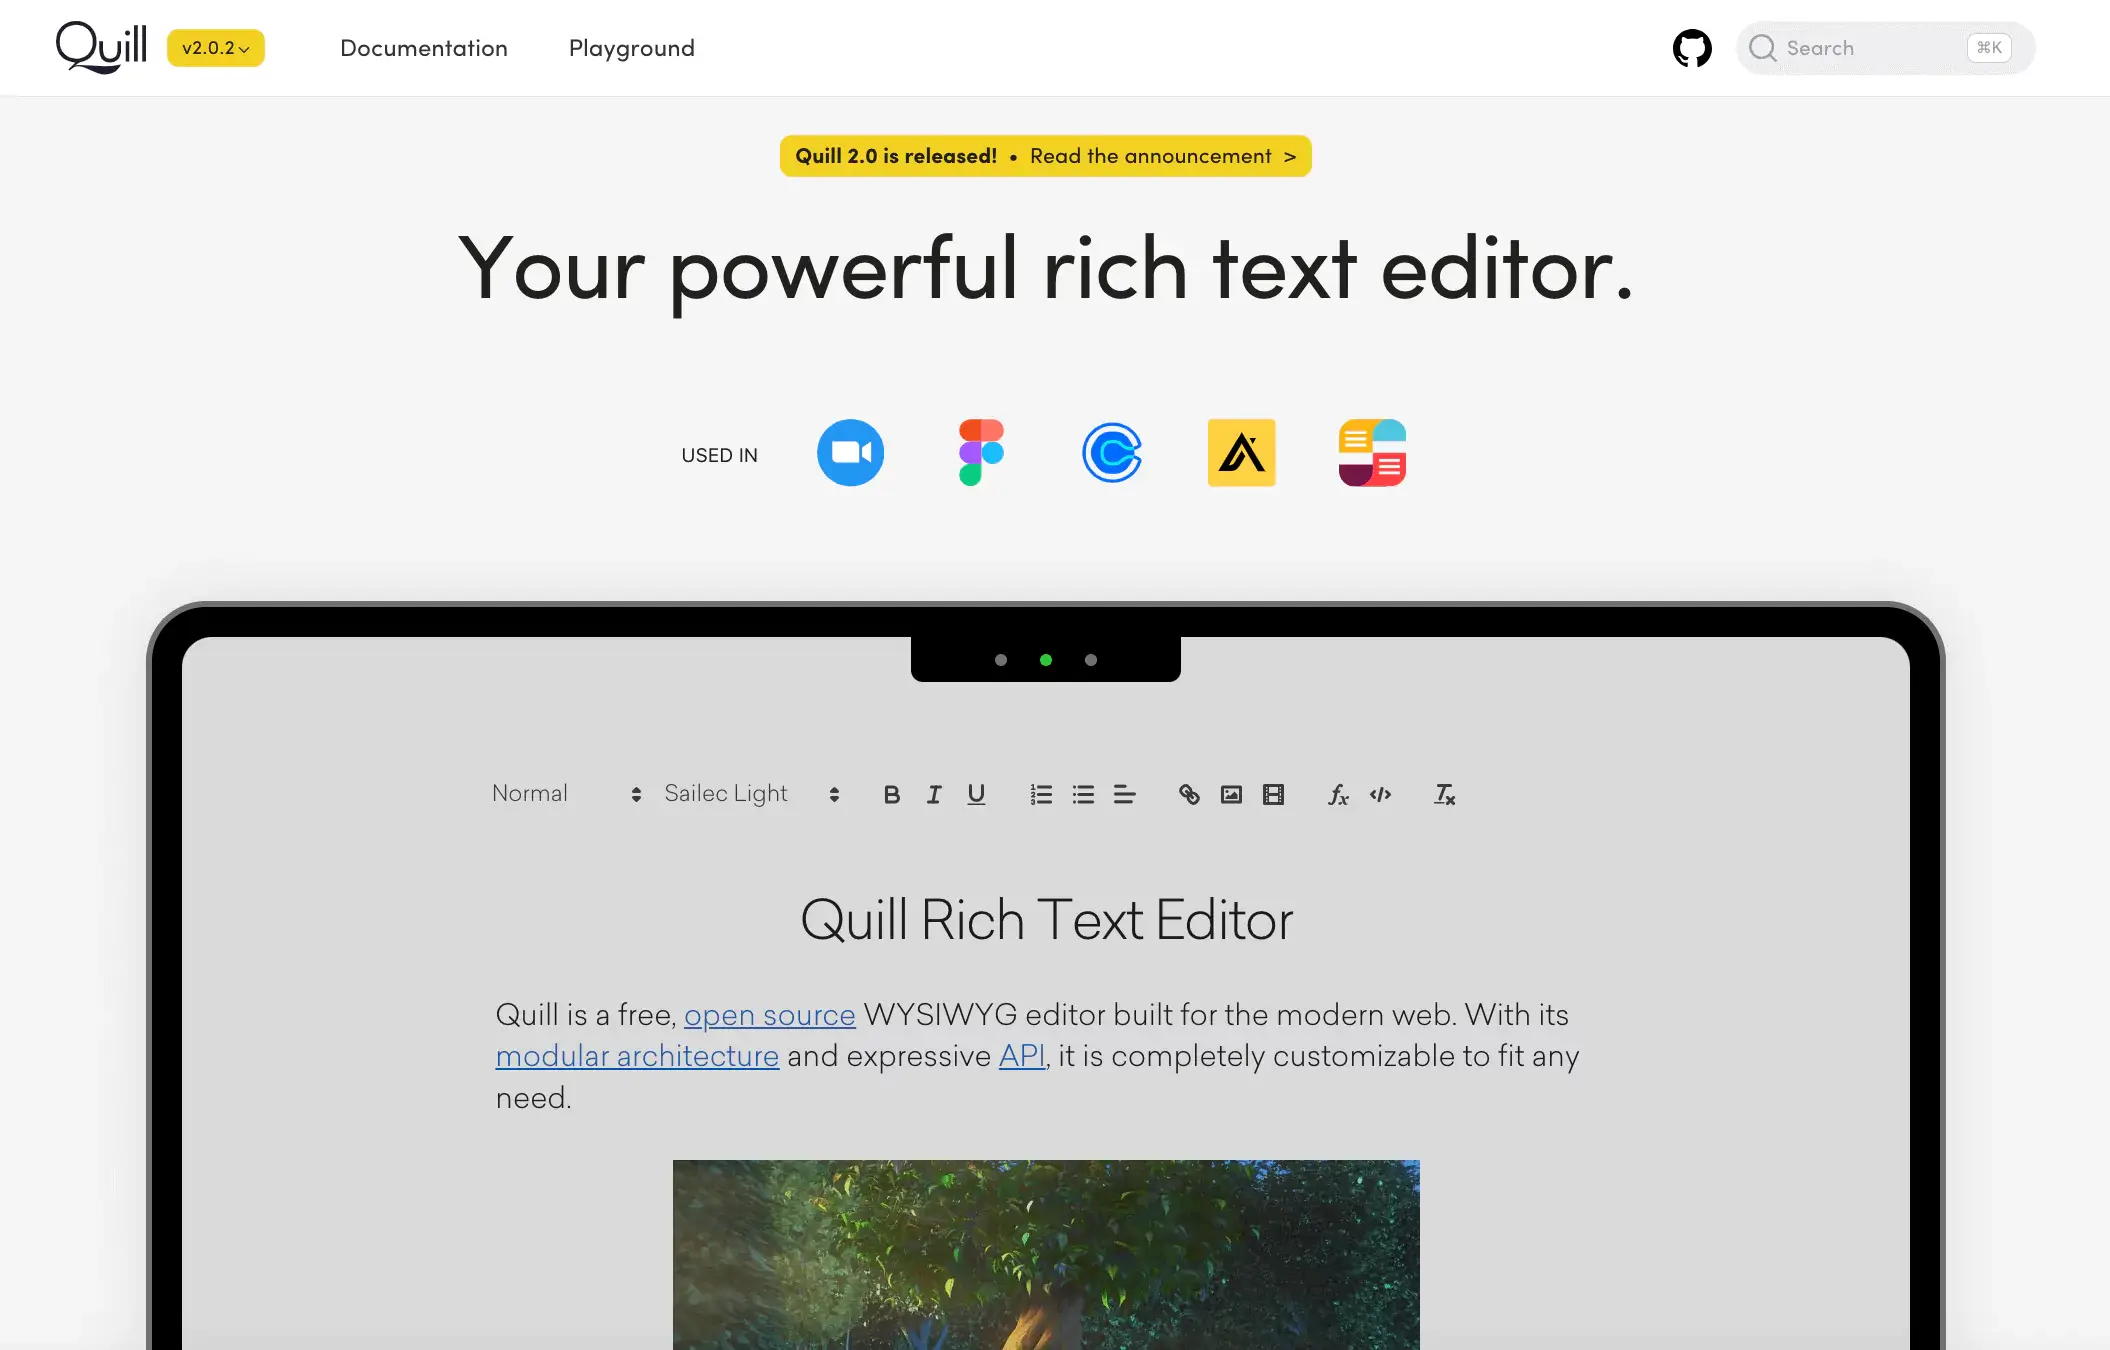 Quill v2.0.2 Documentation Playground Search ⌘K
Quill 2.0 is released! • Read the announcement >
Your powerful rich text editor.
USED IN
Normal Sailec Light
Quill Rich Text Editor
Quill is a free, open source WYSIWYG editor built for the modern web. With its
modular architecture and expressive API, it is completely customizable to fit any
need.